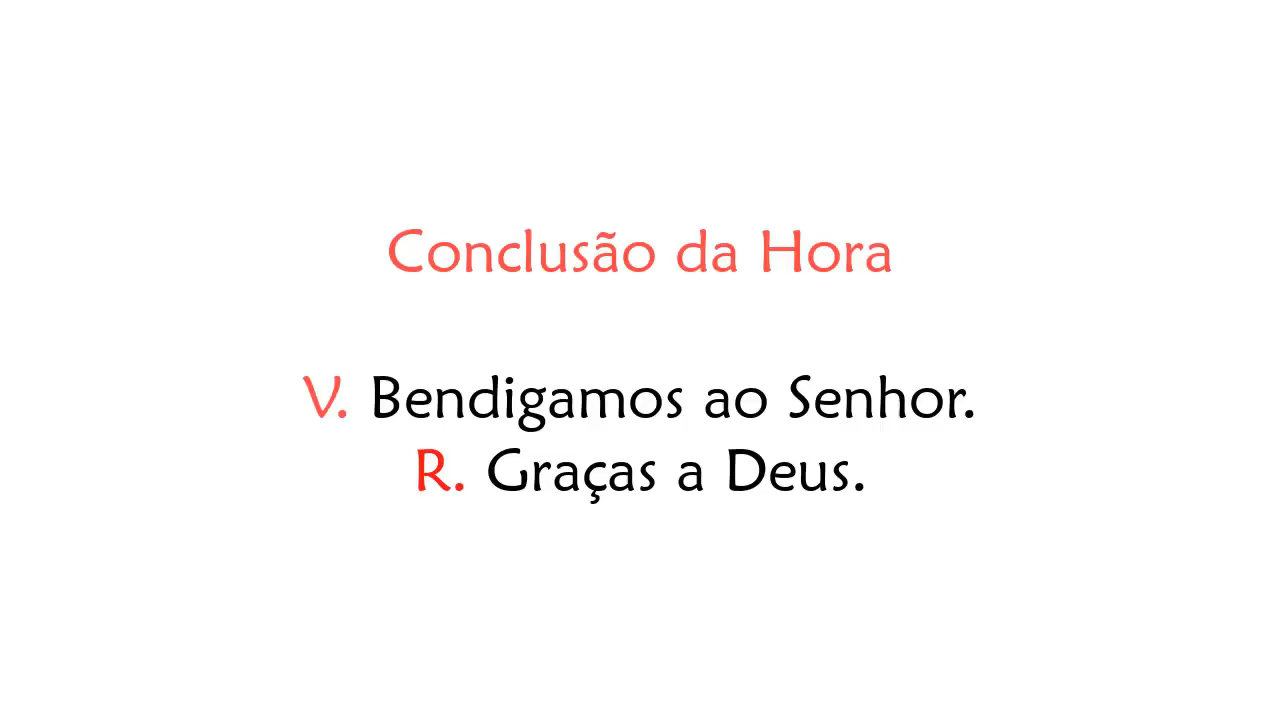 Conclusão da Hora
V. Bendigamos ao Senhor.
R. Graças a Deus.